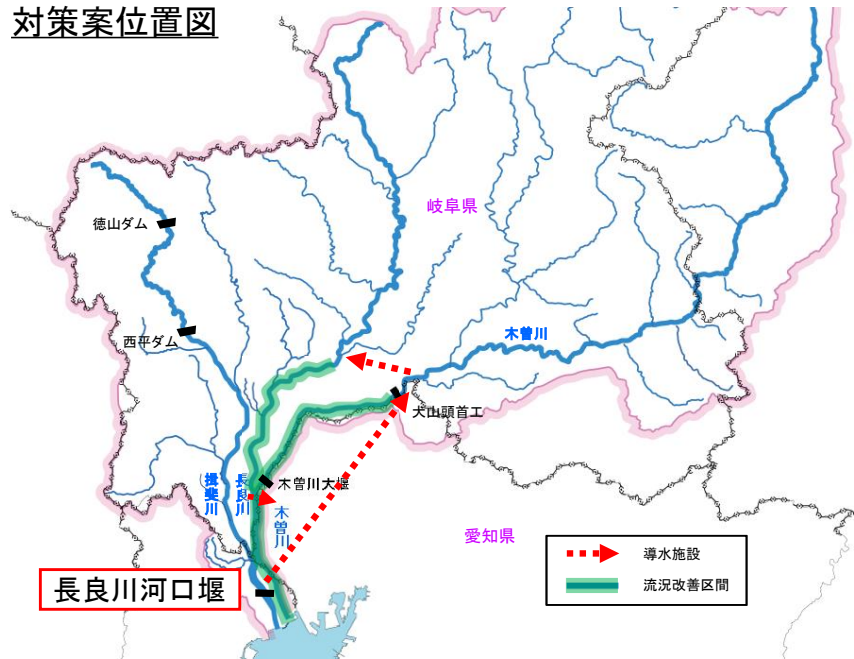 対策案位置図
岐阜県
徳山ダム
木曽川
西平ダム
犬山頭首工
揖斐川
長良川
木曽川大堰
木曽川
愛知県
導水施設
流況改善区間
長良川河口堰